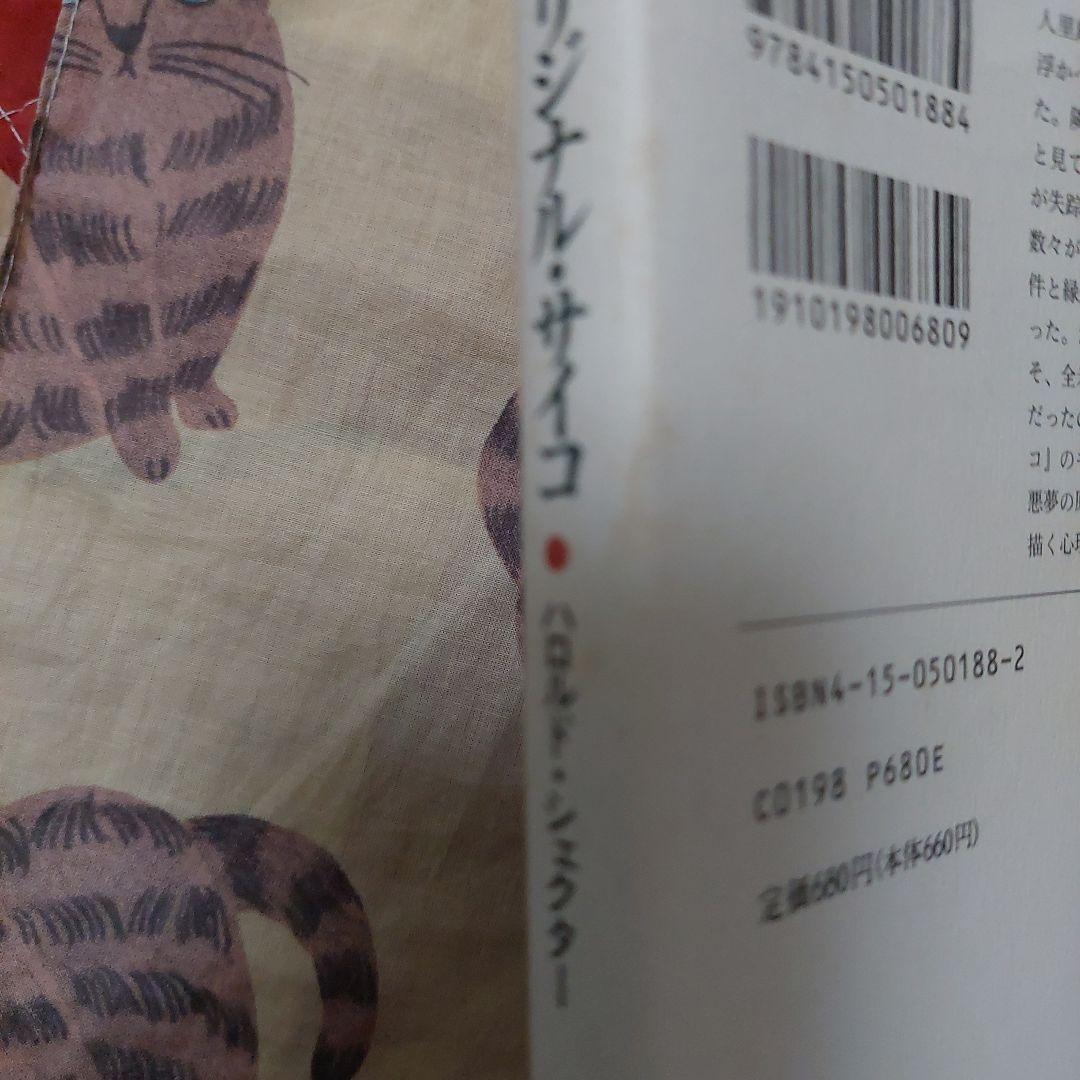 リジナル・サイコ
ハロルド・シェクター
9784150501884
1910198006809
人里
浮か
た。
と見て
が失踪
数々が
件と縁
った。
そ、全
だった
コ』の
悪夢の
描く心
ISBN4-15-050188-2
C0198 P680E
定価680円(本体660円)